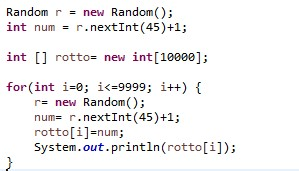 Random r = new Random();
int num = r.nextInt(45)+1;
int [] rotto= new int[10000];
for(int i=0; i<=9999; i++) {
r= new Random();
num= r.nextInt(45)+1;
rotto[i]=num;
System.out.println(rotto[i]);
}